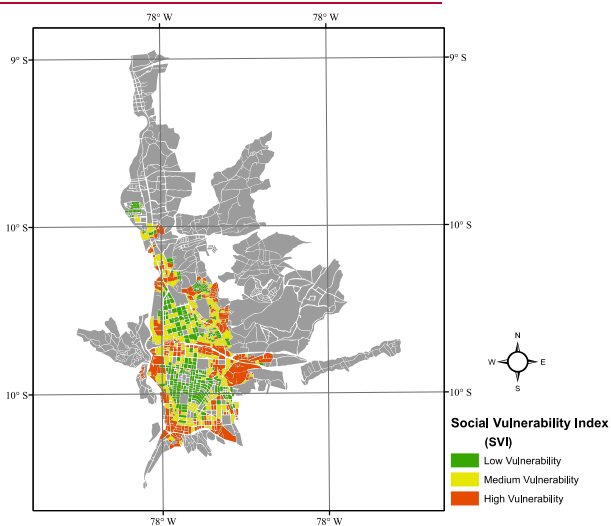 78° W 78° W
9° S 9° S
10° S 10° S
10° S 10° S
78° W 78° W
N
W E
S
Social Vulnerability Index
(SVI)
Low Vulnerability
Medium Vulnerability
High Vulnerability